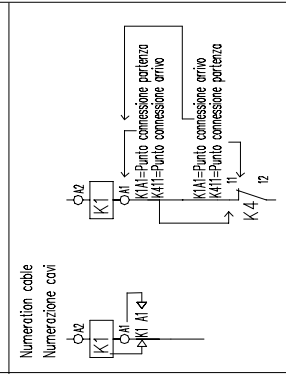 Numeration cable
Numerazione cavi
A2
K1
A1
K1 A1
A2
K1
A1
K1A1=Punto connessione partenza
K411=Punto connessione arrivo
K1A1=Punto connessione arrivo
K411=Punto connessione partenza
11
12
K4